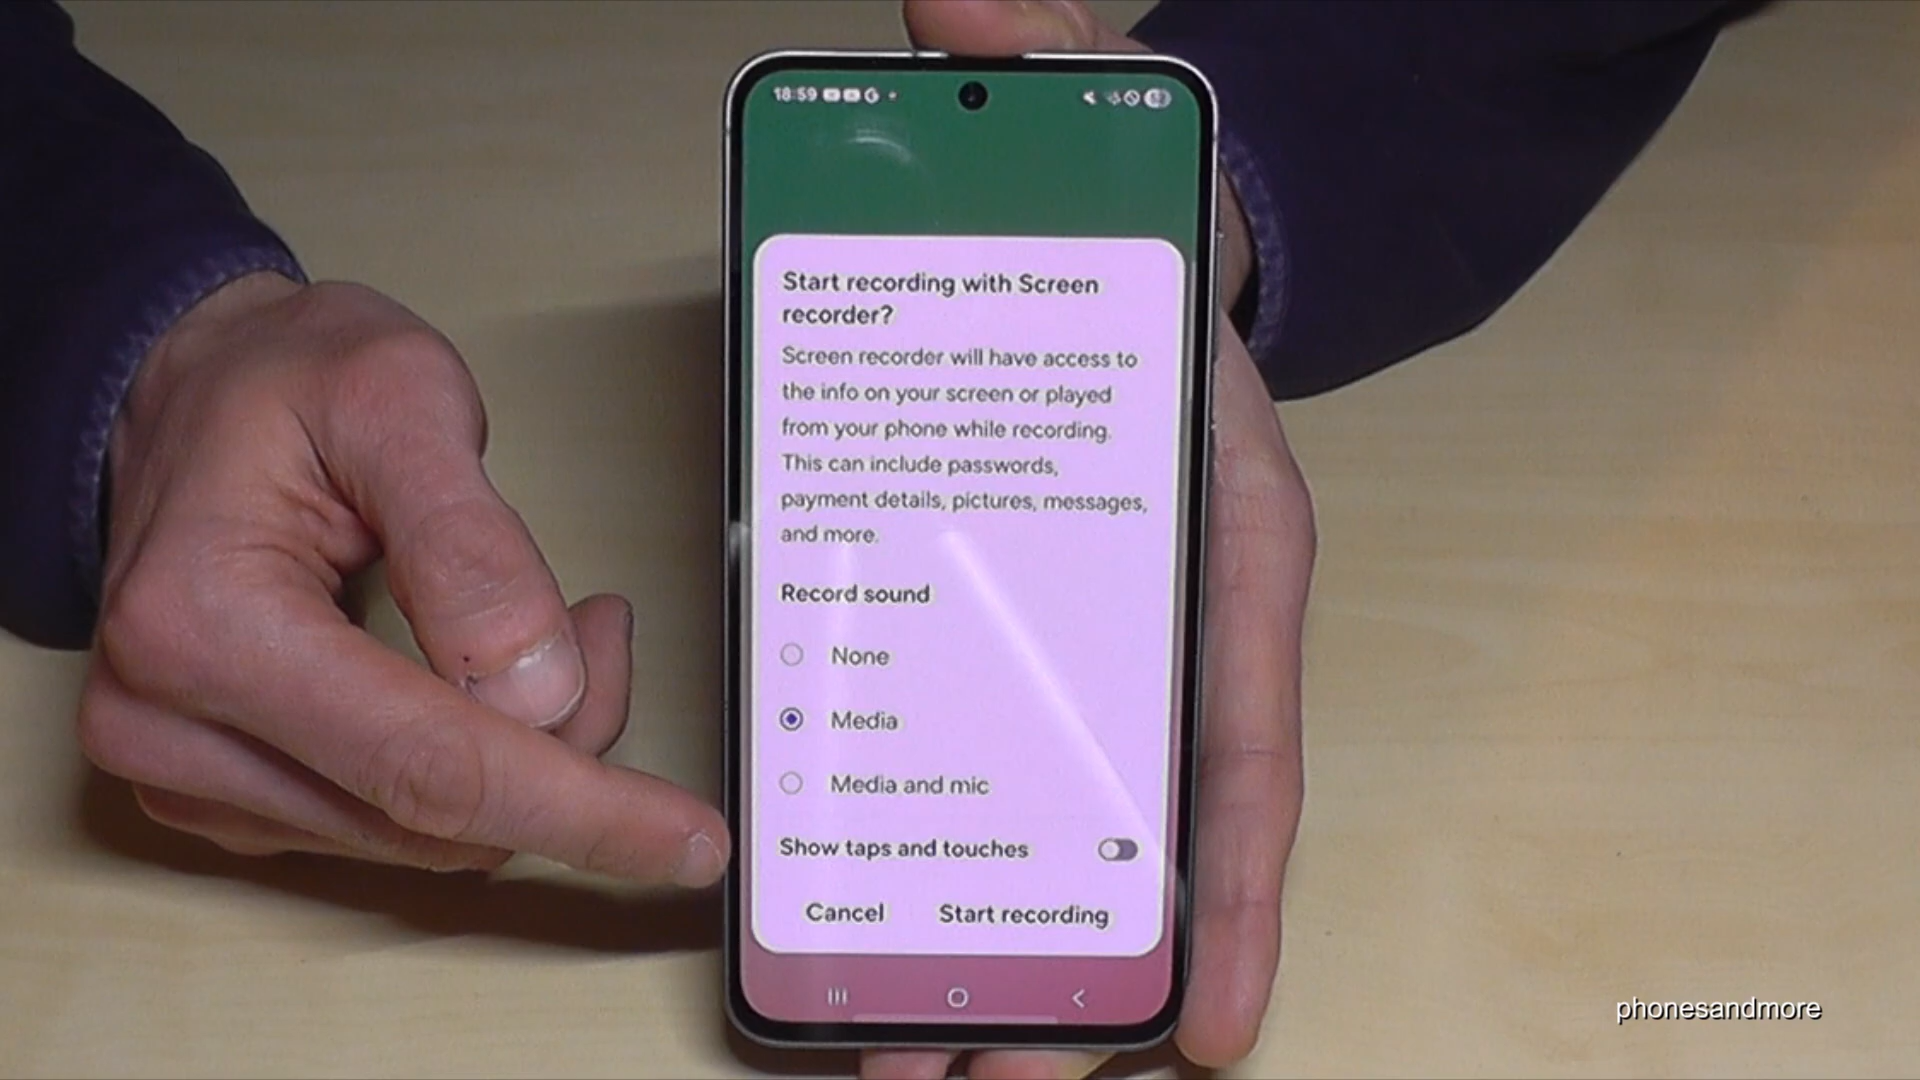 18:59
Start recording with Screen
recorder?
Screen recorder will have access to
the info on your screen or played
from your phone while recording.
This can include passwords,
payment details, pictures, messages,
and more.
Record sound
None
Media
Media and mic
Show taps and touches
Cancel Start recording
phonesandmore